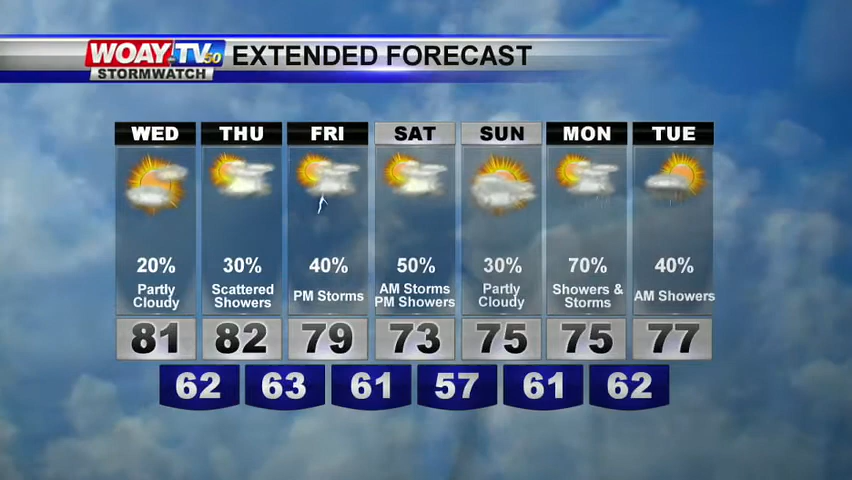 WOAY-TV 50 EXTENDED FORECAST
STORMWATCH
WED THU FRI SAT SUN MON TUE
20% 30% 40% 50% 30% 70% 40%
Partly Scattered PM Storms AM Storms Partly Showers & AM Showers
Cloudy Showers PM Showers Cloudy Storms
81 82 79 73 75 75 77
62 63 61 57 61 62